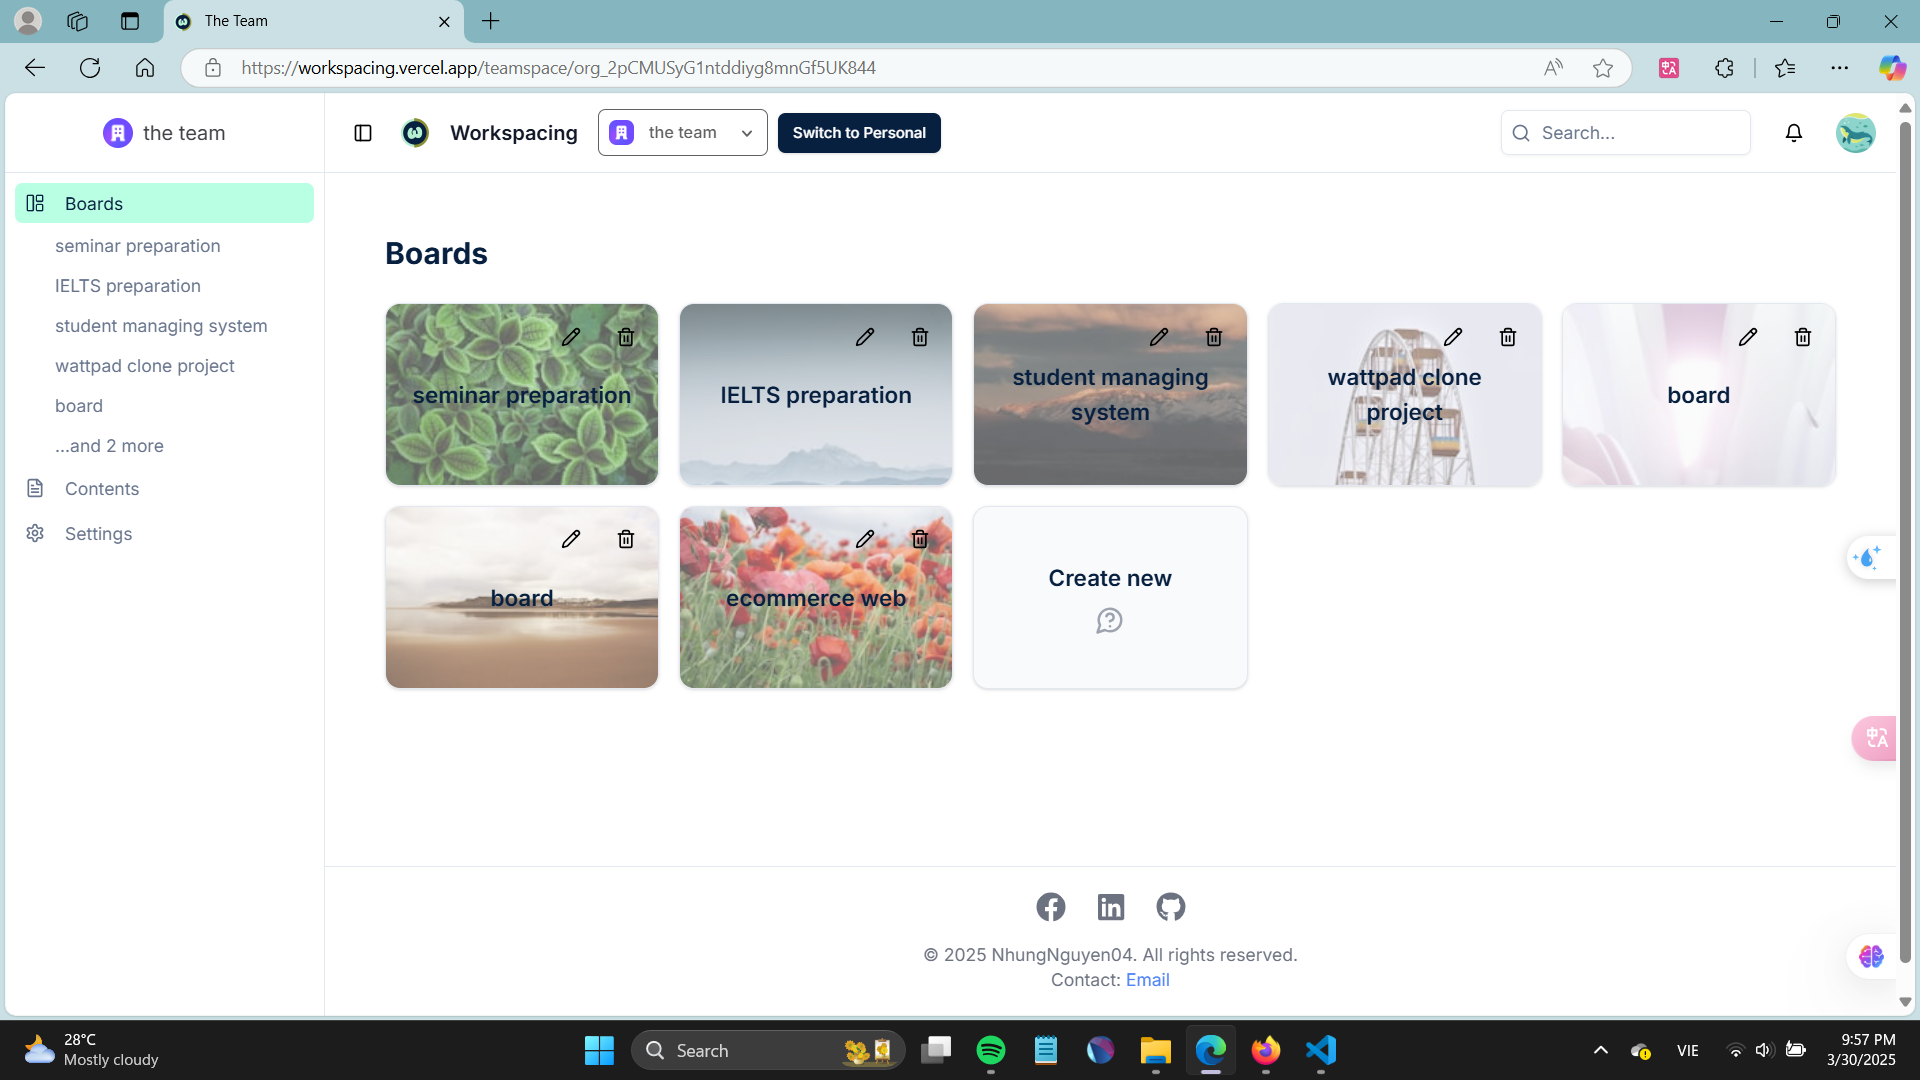 The Team
https://workspacing.vercel.app/teamspace/org_2pCMUSyG1ntddiyg8mnGf5UK844
the team
Workspacing
the team
Switch to Personal
Search...
Boards
seminar preparation
IELTS preparation
student managing system
wattpad clone project
board
...and 2 more
Contents
Settings
Boards
seminar preparation
IELTS preparation
student managing
system
wattpad clone
project
board
board
ecommerce web
Create new
© 2025 NhungNguyen04. All rights reserved.
Contact: Email
28°C
Mostly cloudy
Search
VIE
9:57 PM
3/30/2025